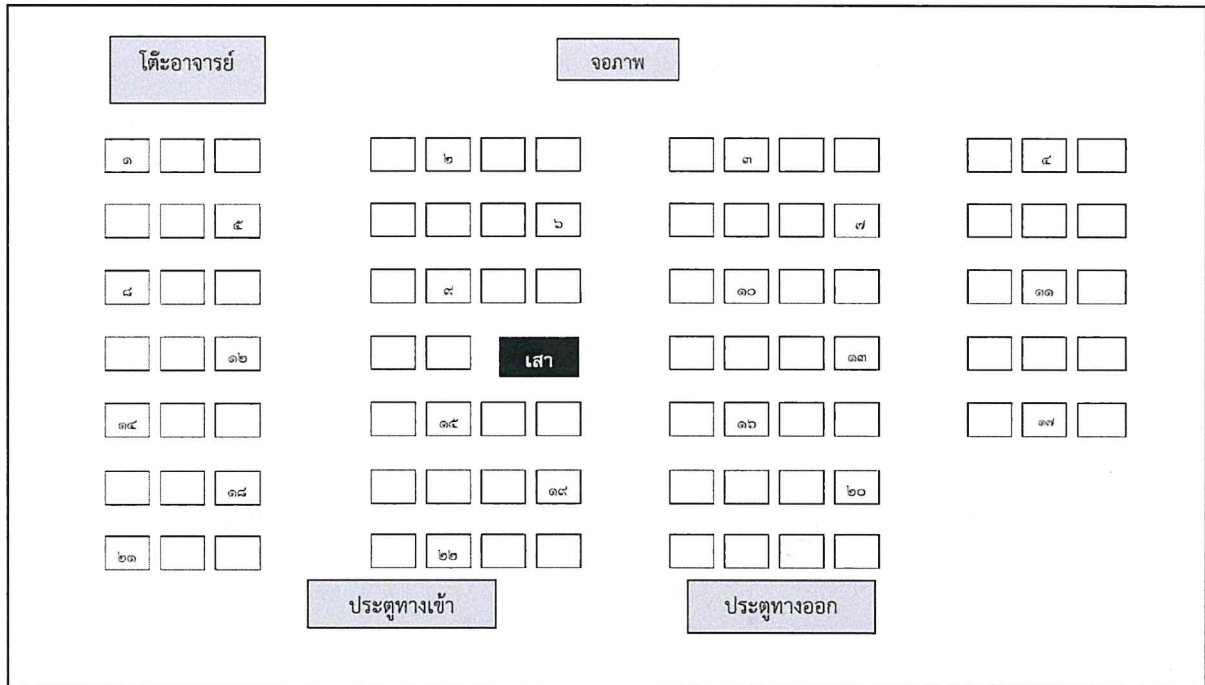 โต๊ะอาจารย์ จอภาพ
๑ ๒ ๓ ๔
๕ ๖ ๗
๘ ๙ ๑๐ ๑๑
๑๒ เสา ๑๓
๑๔ ๑๕ ๑๖ ๑๗
๑๘ ๑๙ ๒๐
๒๑ ๒๒
ประตูทางเข้า ประตูทางออก